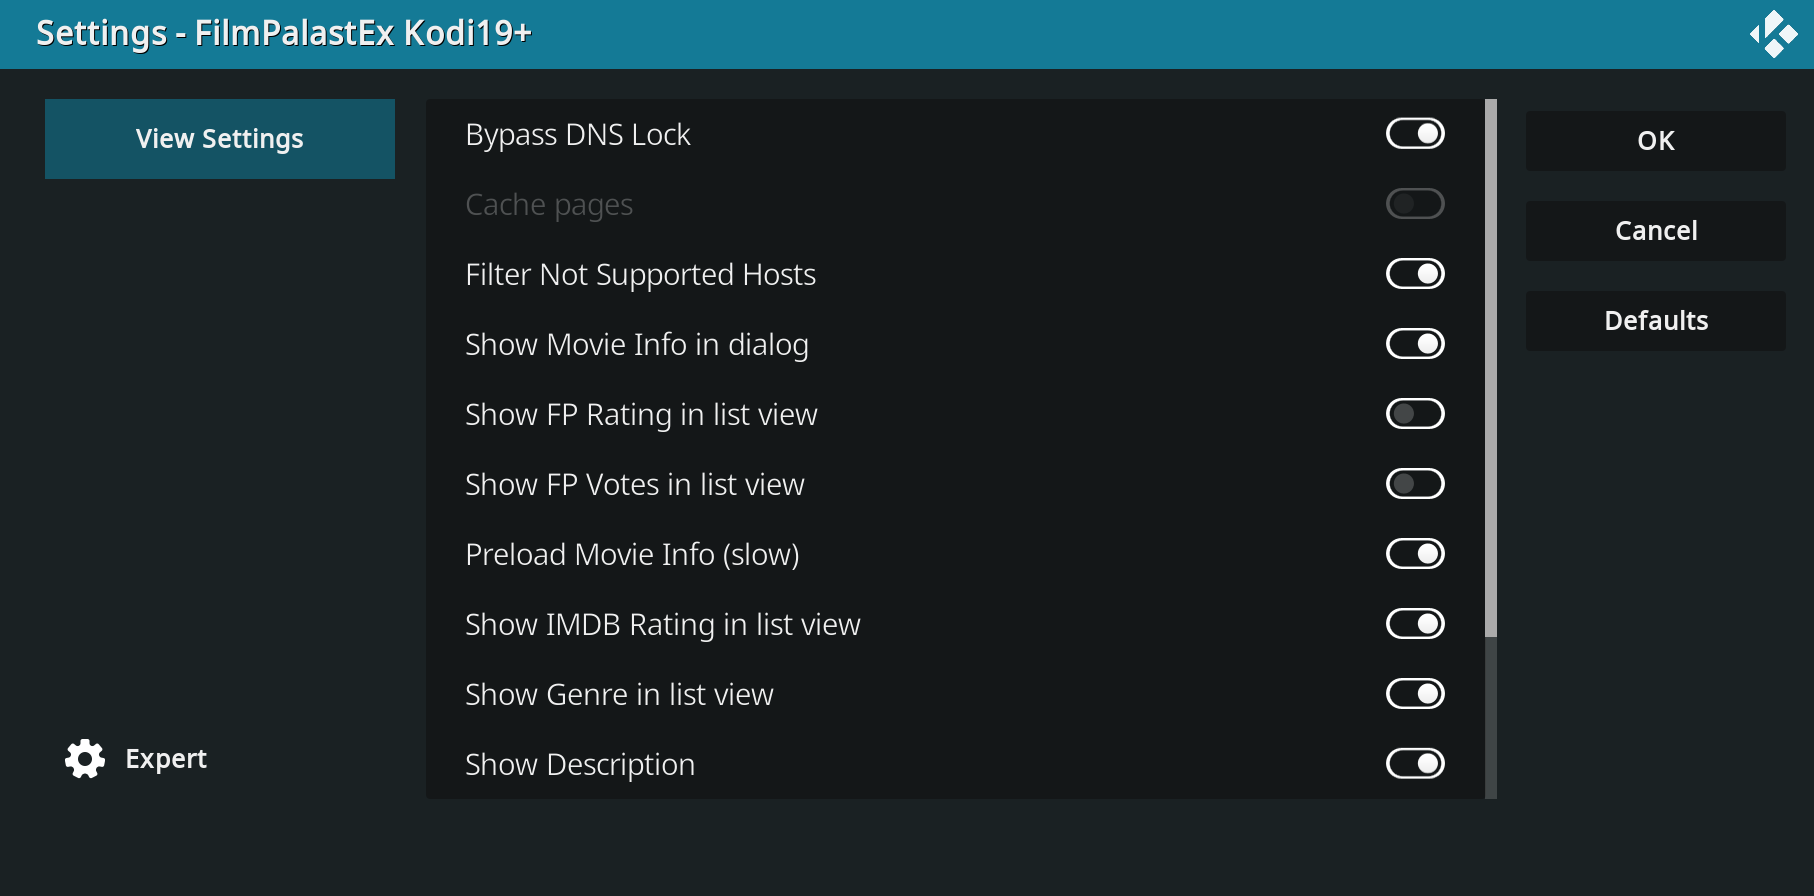 Settings - FilmPalastEx Kodi19+
View Settings
Bypass DNS Lock
Cache pages
Filter Not Supported Hosts
Show Movie Info in dialog
Show FP Rating in list view
Show FP Votes in list view
Preload Movie Info (slow)
Show IMDB Rating in list view
Show Genre in list view
Show Description
OK
Cancel
Defaults
Expert